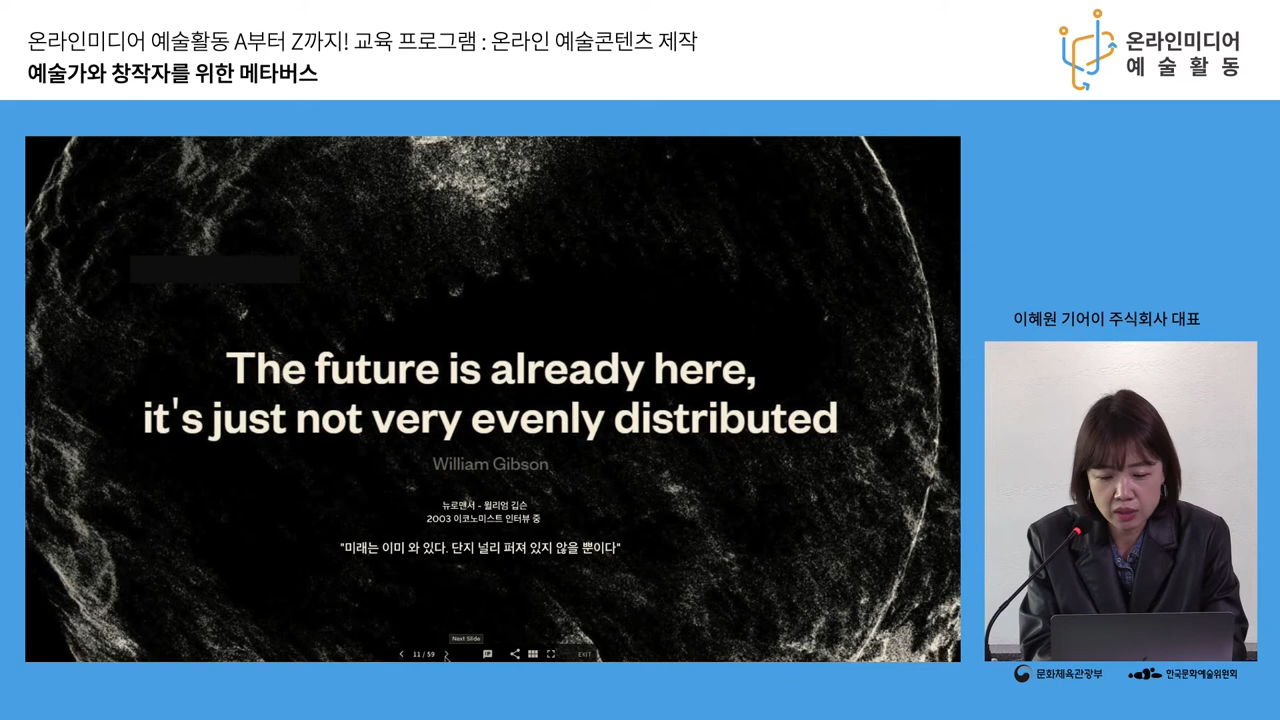 온라인미디어 예술활동 A부터 Z까지! 교육 프로그램 : 온라인 예술콘텐츠 제작
예술가와 창작자를 위한 메타버스
온라인미디어
예 술 활 동
The future is already here,
it's just not very evenly distributed
William Gibson
뉴로맨서 - 윌리엄 깁슨
2003 이코노미스트 인터뷰 중
"미래는 이미 와 있다. 단지 널리 퍼져 있지 않을 뿐이다"
Next Slide
11 / 59
EXIT
이혜원 기어이 주식회사 대표
문화체육관광부
한국문화예술위원회